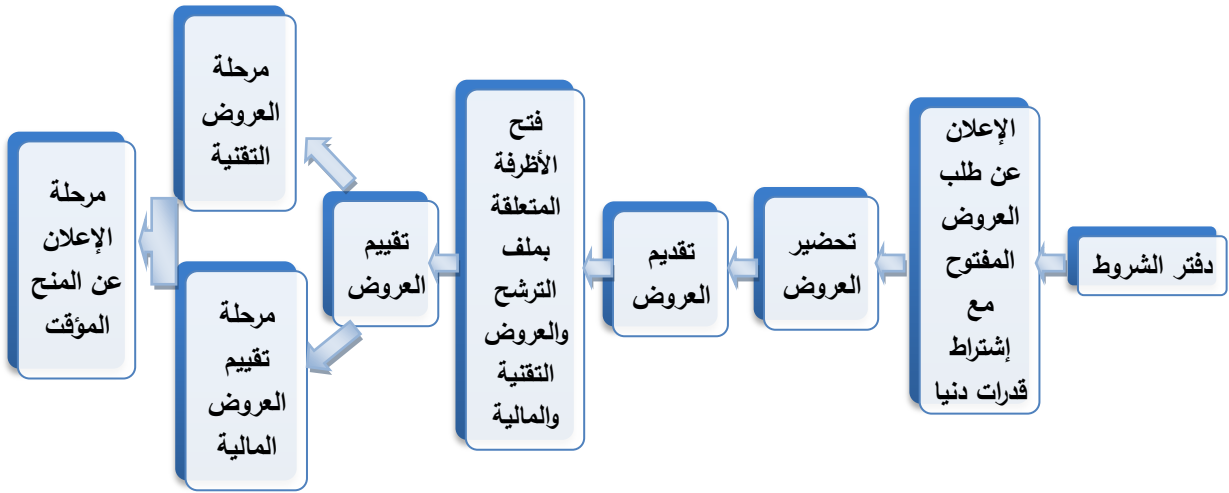 دفتر الشروط
الإعلان
عن طلب
العروض
المفتوح
مع
إشتراط
قدرات دنيا
تحضير
العروض
تقديم
العروض
فتح
الأظرفة
المتعلقة
بملف
الترشح
والعروض
التقنية
والمالية
تقييم
العروض
مرحلة
العروض
التقنية
مرحلة
تقييم
العروض
المالية
مرحلة
الإعلان
عن المنح
المؤقت